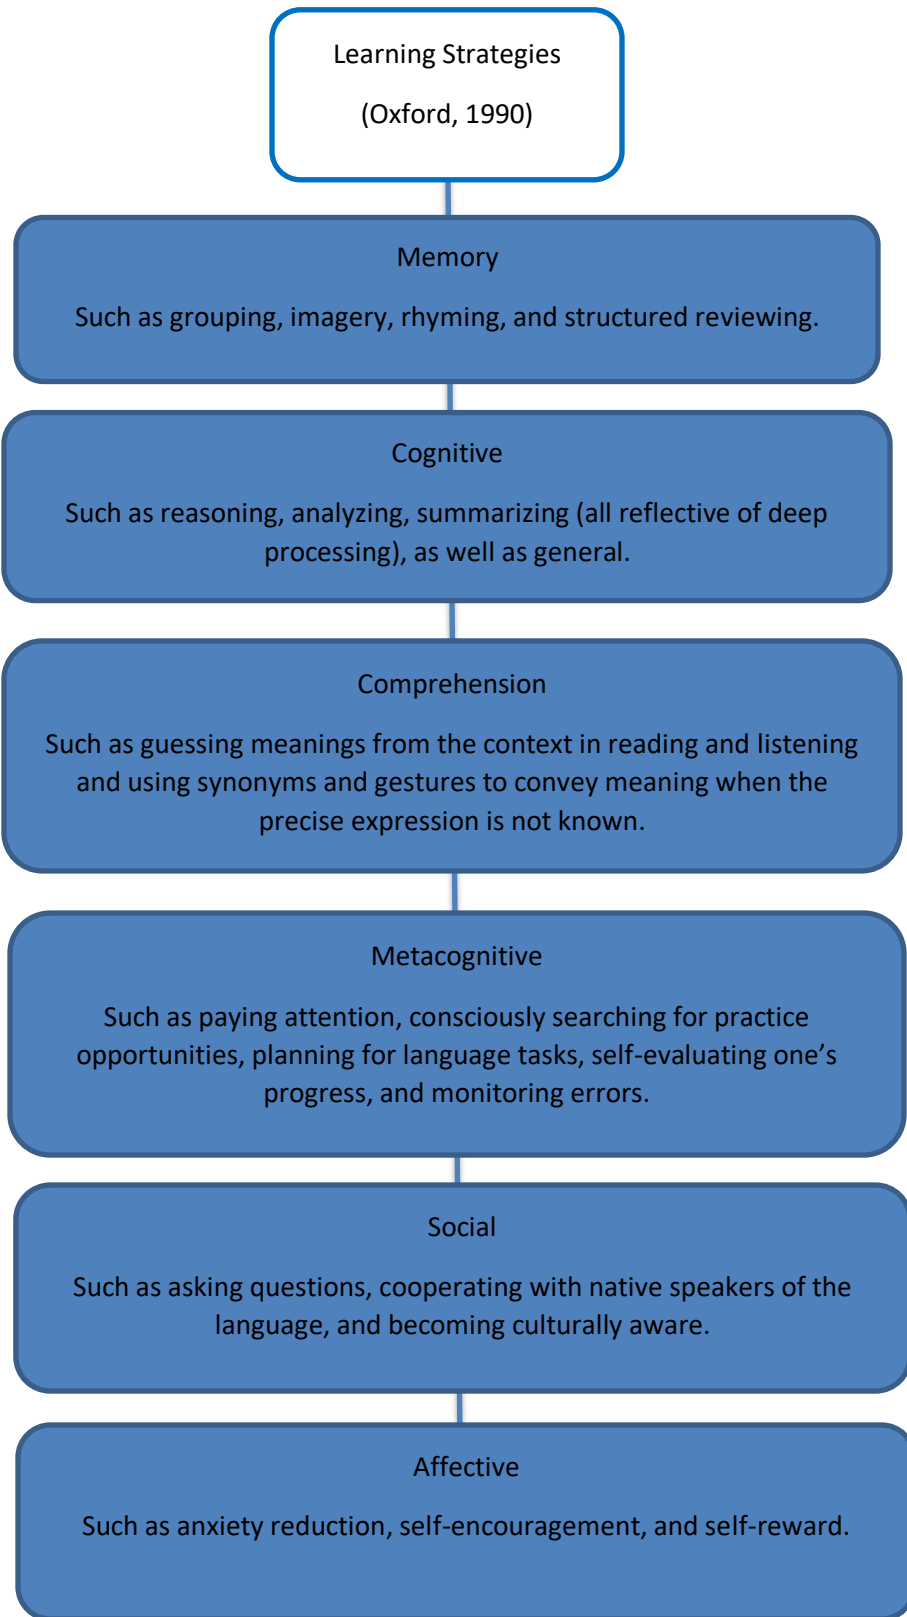 Learning Strategies
(Oxford, 1990)
Memory
Such as grouping, imagery, rhyming, and structured reviewing.
Cognitive
Such as reasoning, analyzing, summarizing (all reflective of deep
processing), as well as general.
Comprehension
Such as guessing meanings from the context in reading and listening
and using synonyms and gestures to convey meaning when the
precise expression is not known.
Metacognitive
Such as paying attention, consciously searching for practice
opportunities, planning for language tasks, self-evaluating one’s
progress, and monitoring errors.
Social
Such as asking questions, cooperating with native speakers of the
language, and becoming culturally aware.
Affective
Such as anxiety reduction, self-encouragement, and self-reward.